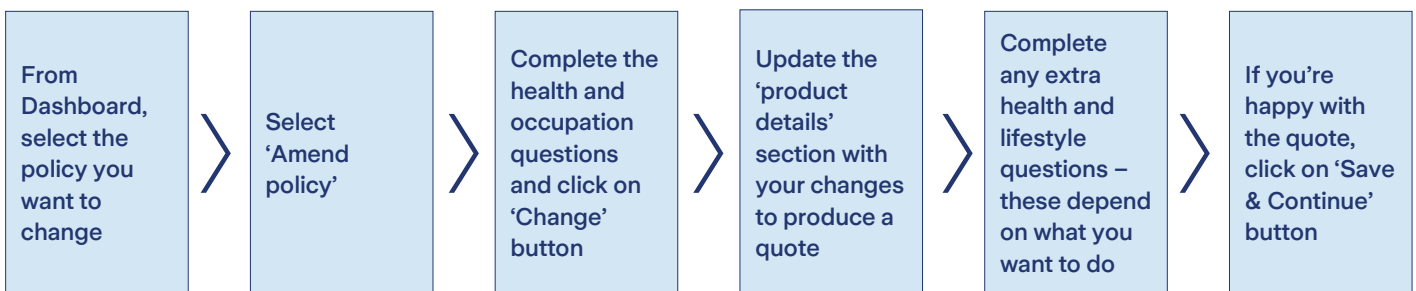 From
Dashboard,
select the
policy you
want to
change
Select
‘Amend
policy’
Complete the
health and
occupation
questions
and click on
‘Change’
button
Update the
‘product
details’
section with
your changes
to produce a
quote
Complete
any extra
health and
lifestyle
questions –
these depend
on what you
want to do
If you’re
happy with
the quote,
click on ‘Save
& Continue’
button